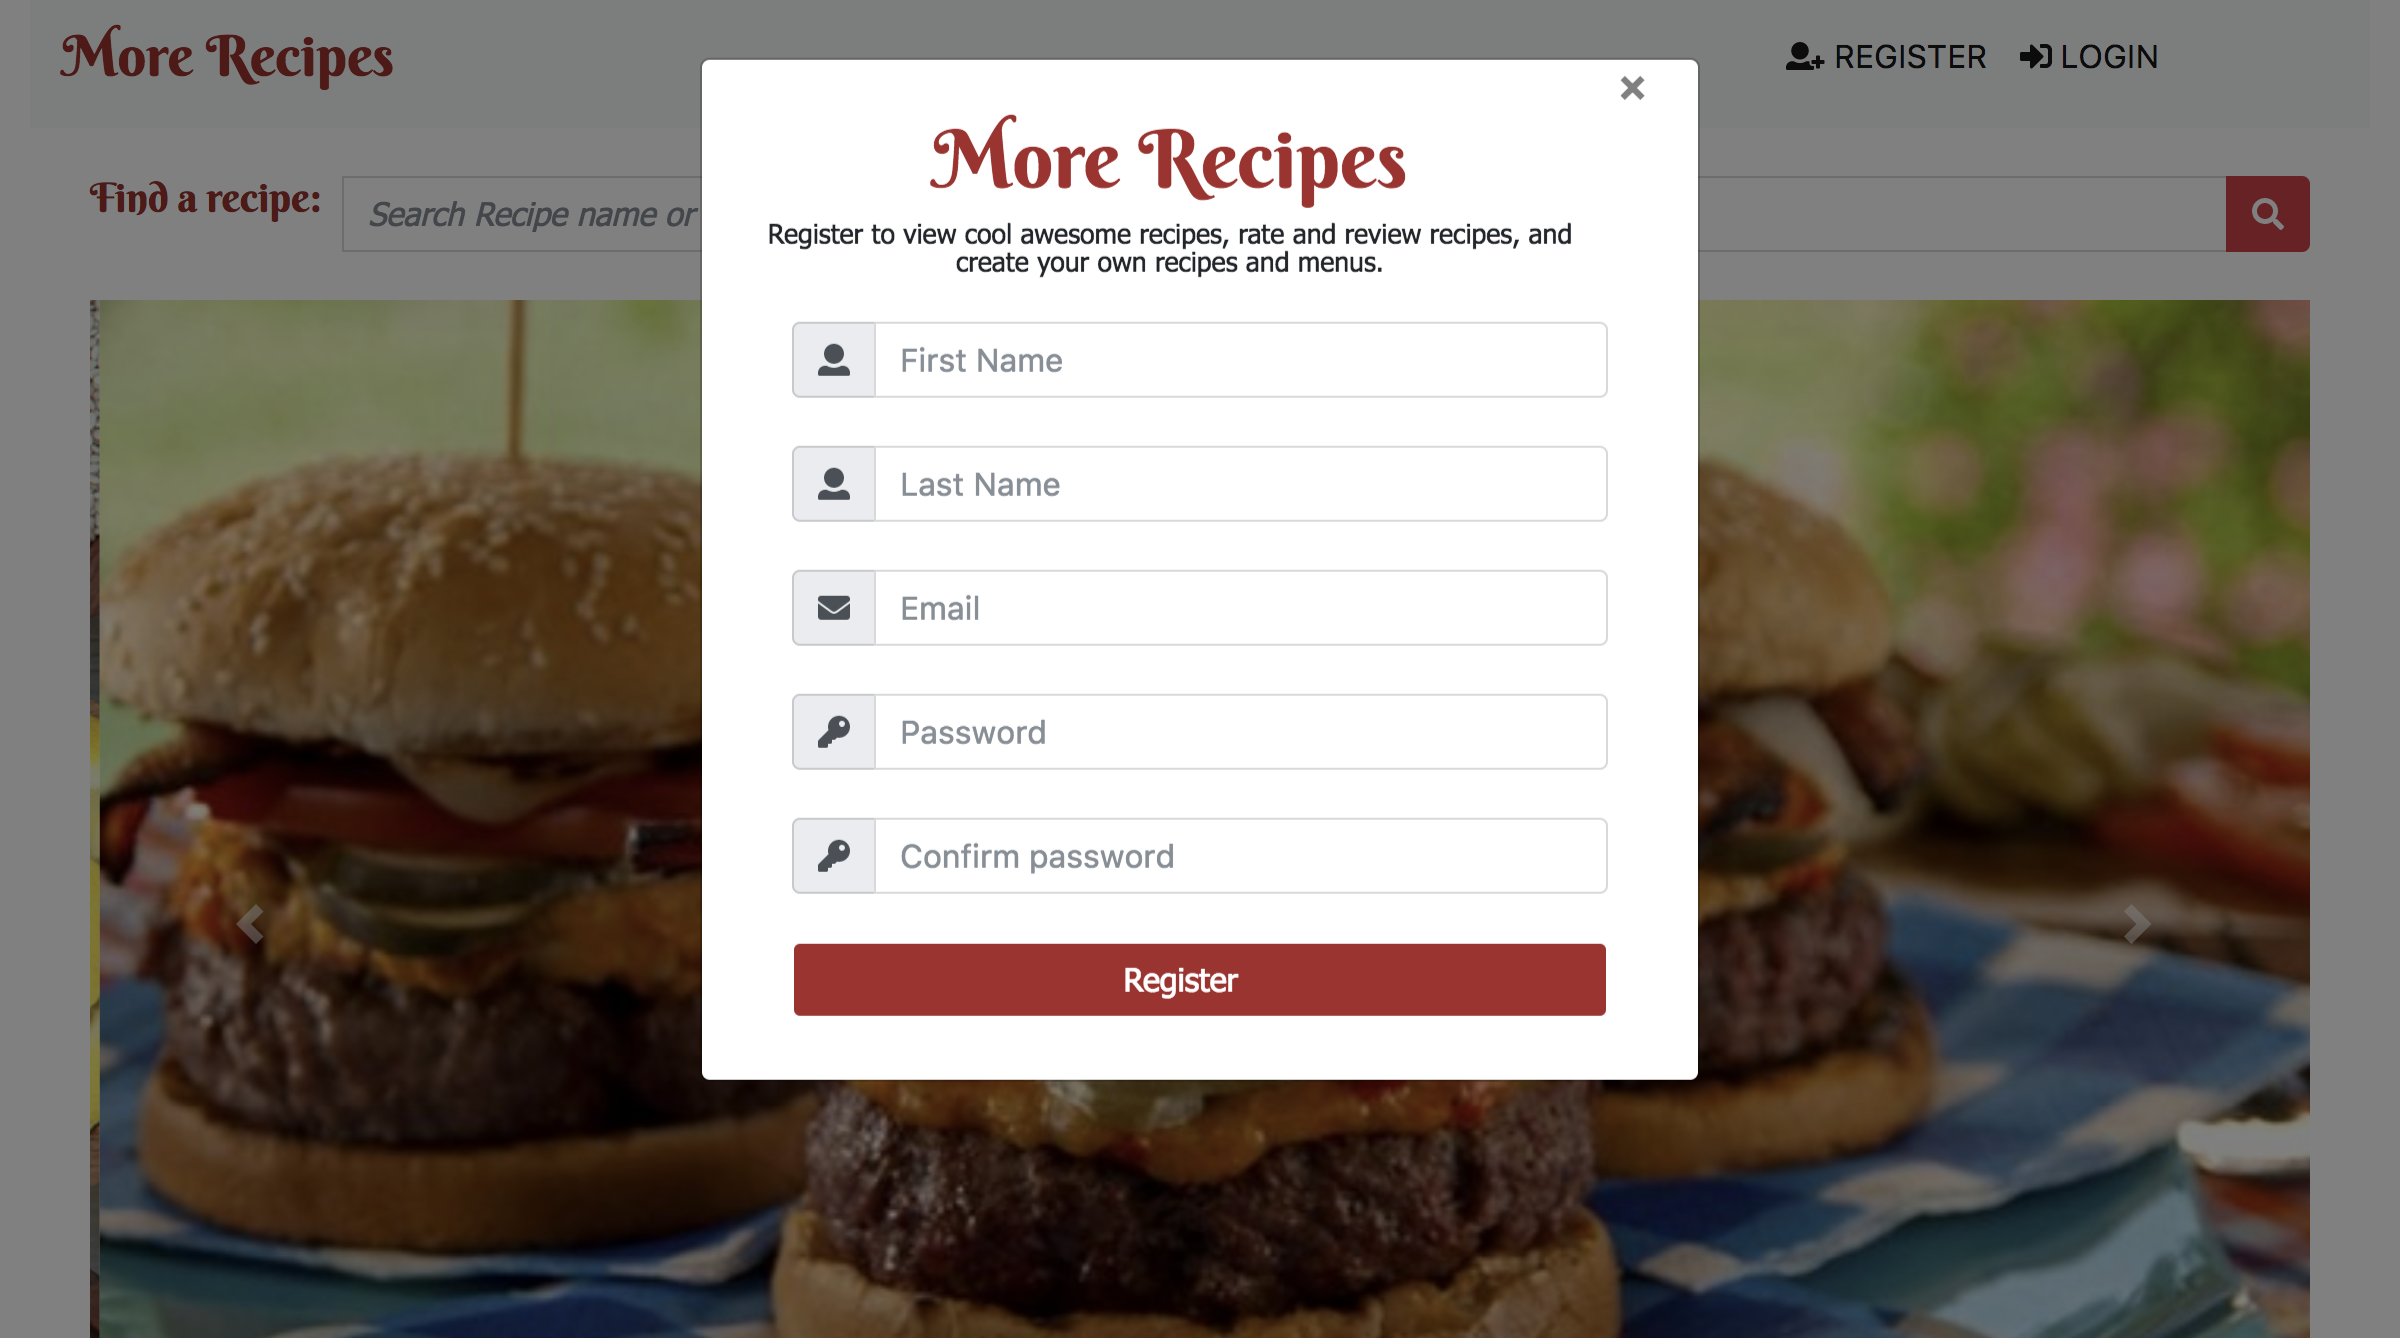 More Recipes
REGISTER
LOGIN
Find a recipe:
Search Recipe name or
More Recipes
Register to view cool awesome recipes, rate and review recipes, and
create your own recipes and menus.
First Name
Last Name
Email
Password
Confirm password
Register